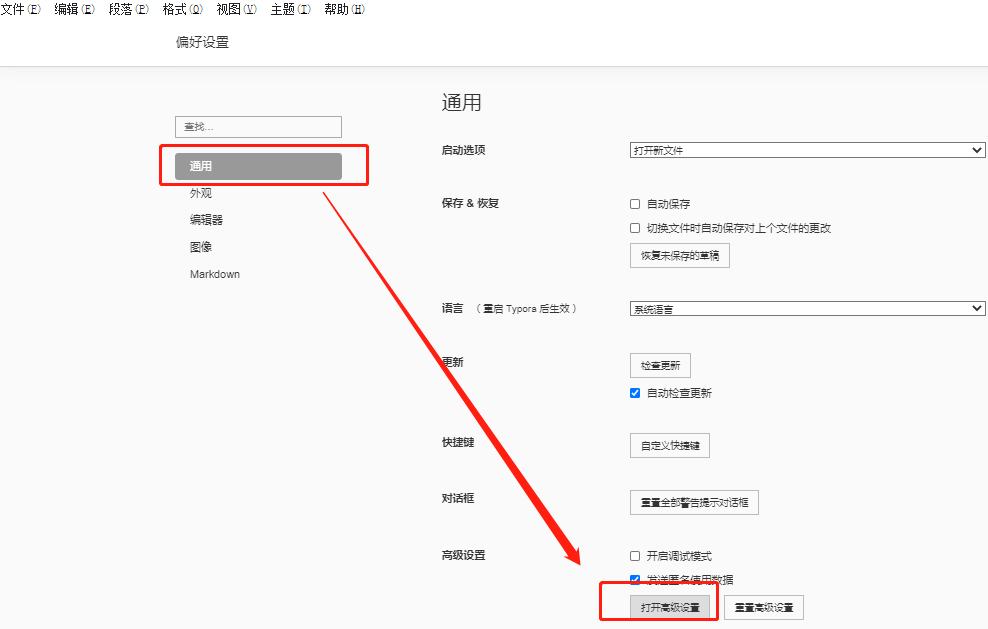 文件(F) 编辑(E) 段落(P) 格式(O) 视图(V) 主题(T) 帮助(H)
偏好设置
查找...
通用
外观
编辑器
图像
Markdown
通用
启动选项 打开新文件
保存 & 恢复 自动保存
切换文件时自动保存对上个文件的更改
恢复未保存的草稿
语言 （重启 Typora 后生效） 系统语言
更新 检查更新
自动检查更新
快捷键 自定义快捷键
对话框 重置全部警告提示对话框
高级设置 开启调试模式
发送匿名使用数据
打开高级设置 重置高级设置